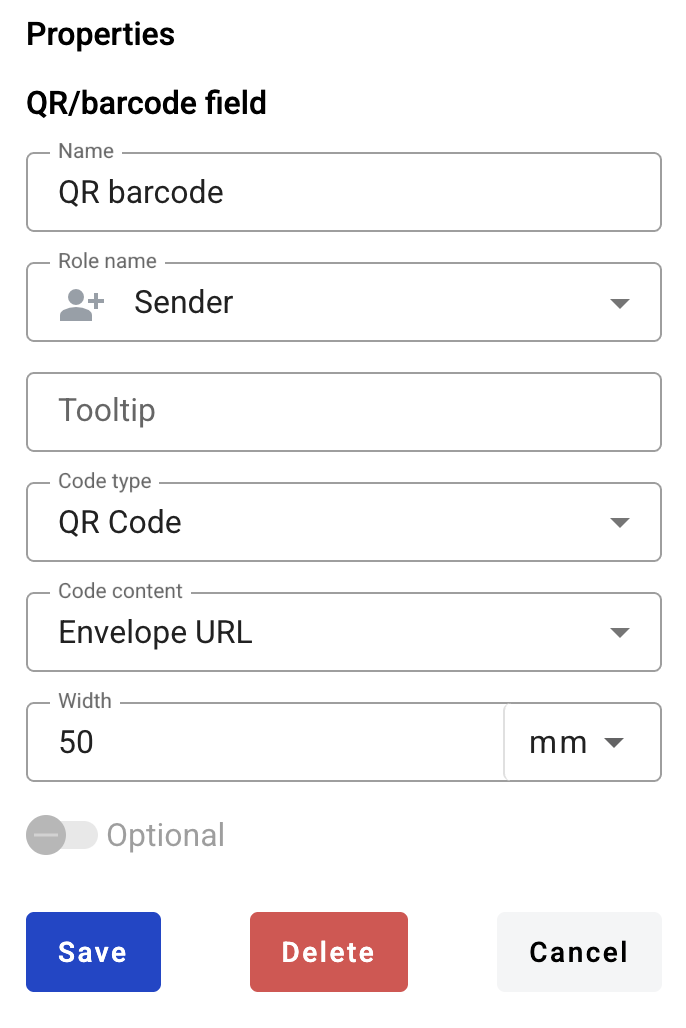 Properties
QR/barcode field
Name
QR barcode
Role name
Sender
Tooltip
Code type
QR Code
Code content
Envelope URL
Width
50 mm
Optional
Save Delete Cancel